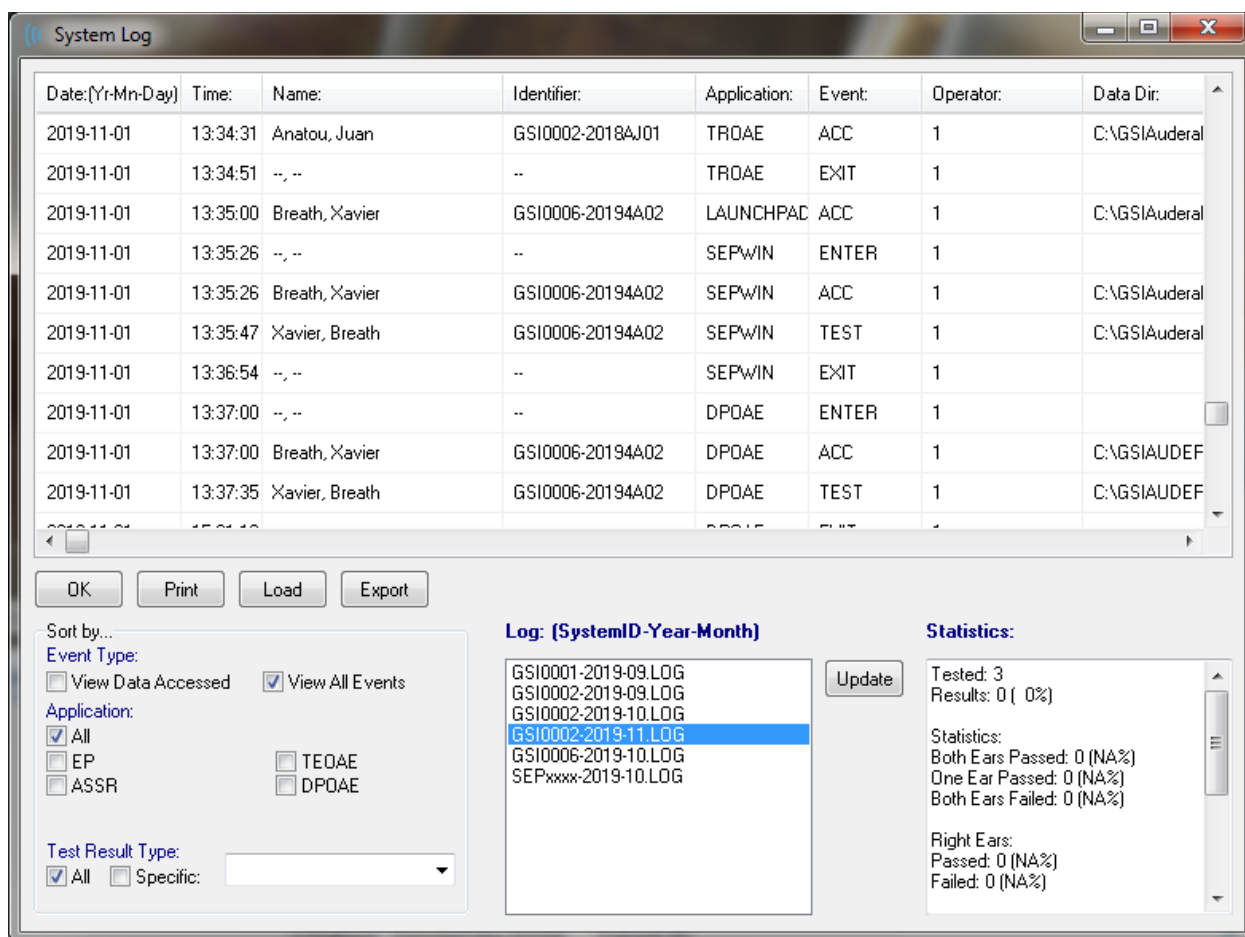 System Log
Date:(Yr-Mn-Day) Time: Name: Identifier: Application: Event: Operator: Data Dir:
2019-11-01 13:34:31 Anatou, Juan GSI0002-2018AJ01 TROAE ACC 1 C:\GSIAuderal
2019-11-01 13:34:51 --, -- -- TROAE EXIT 1
2019-11-01 13:35:00 Breath, Xavier GSI0006-20194A02 LAUNCHPAD ACC 1 C:\GSIAuderal
2019-11-01 13:35:26 --, -- -- SEPWIN ENTER 1
2019-11-01 13:35:26 Breath, Xavier GSI0006-20194A02 SEPWIN ACC 1 C:\GSIAuderal
2019-11-01 13:35:47 Xavier, Breath GSI0006-20194A02 SEPWIN TEST 1 C:\GSIAuderal
2019-11-01 13:36:54 --, -- -- SEPWIN EXIT 1
2019-11-01 13:37:00 --, -- -- DPOAE ENTER 1
2019-11-01 13:37:00 Breath, Xavier GSI0006-20194A02 DPOAE ACC 1 C:\GSIAUDEF
2019-11-01 13:37:35 Xavier, Breath GSI0006-20194A02 DPOAE TEST 1 C:\GSIAUDEF
OK Print Load Export
Sort by...
Event Type:
View Data Accessed View All Events
Application:
All
EP TEOAE
ASSR DPOAE
Test Result Type:
All Specific:
Log: (SystemID-Year-Month)
GSI0001-2019-09.LOG
GSI0002-2019-09.LOG
GSI0002-2019-10.LOG
GSI0002-2019-11.LOG
GSI0006-2019-10.LOG
SEPxxxx-2019-10.LOG
Update
Statistics:
Tested: 3
Results: 0 ( 0%)
Statistics:
Both Ears Passed: 0 (NA%)
One Ear Passed: 0 (NA%)
Both Ears Failed: 0 (NA%)
Right Ears:
Passed: 0 (NA%)
Failed: 0 (NA%)